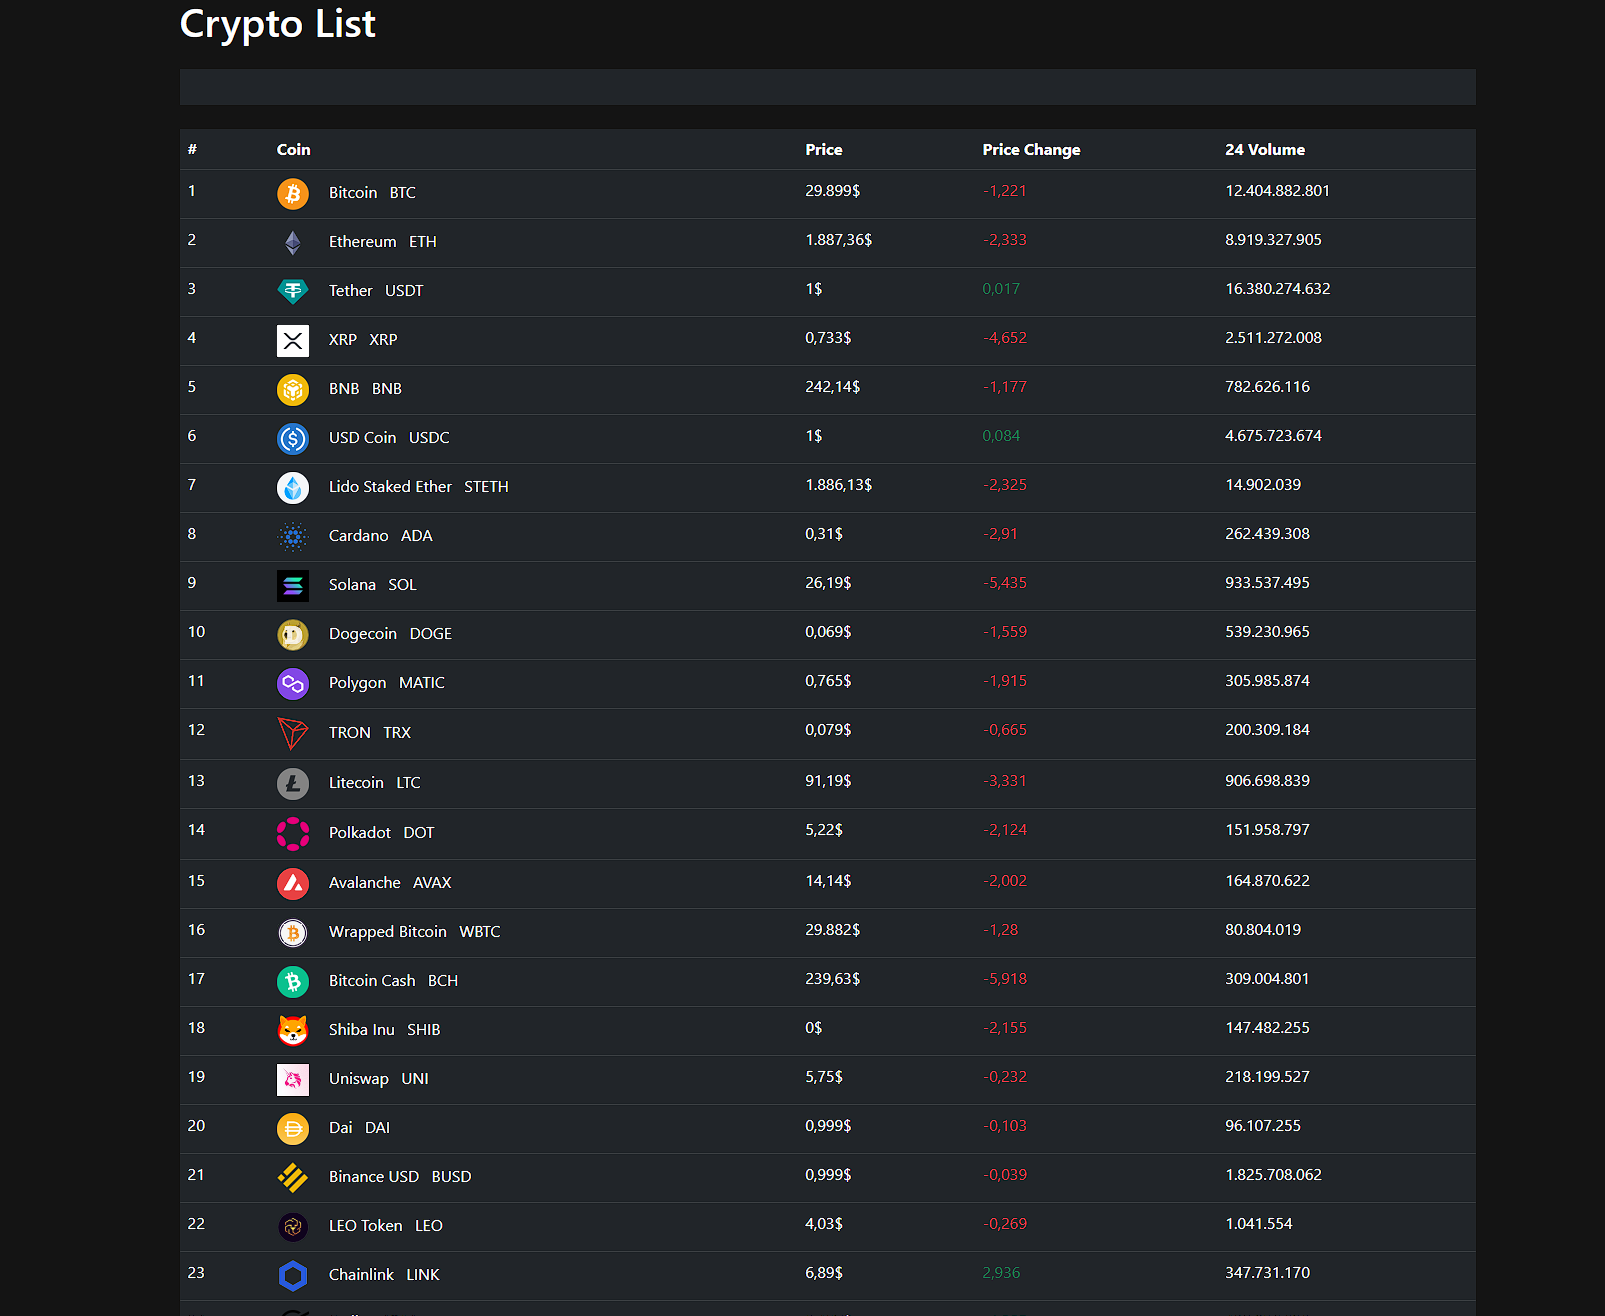 Crypto List
# Coin Price Price Change 24 Volume
1 Bitcoin BTC 29.899$ -1,221 12.404.882.801
2 Ethereum ETH 1.887,36$ -2,333 8.919.327.905
3 Tether USDT 1$ 0,017 16.380.274.632
4 XRP XRP 0,733$ -4,652 2.511.272.008
5 BNB BNB 242,14$ -1,177 782.626.116
6 USD Coin USDC 1$ 0,084 4.675.723.674
7 Lido Staked Ether STETH 1.886,13$ -2,325 14.902.039
8 Cardano ADA 0,31$ -2,91 262.439.308
9 Solana SOL 26,19$ -5,435 933.537.495
10 Dogecoin DOGE 0,069$ -1,559 539.230.965
11 Polygon MATIC 0,765$ -1,915 305.985.874
12 TRON TRX 0,079$ -0,665 200.309.184
13 Litecoin LTC 91,19$ -3,331 906.698.839
14 Polkadot DOT 5,22$ -2,124 151.958.797
15 Avalanche AVAX 14,14$ -2,002 164.870.622
16 Wrapped Bitcoin WBTC 29.882$ -1,28 80.804.019
17 Bitcoin Cash BCH 239,63$ -5,918 309.004.801
18 Shiba Inu SHIB 0$ -2,155 147.482.255
19 Uniswap UNI 5,75$ -0,232 218.199.527
20 Dai DAI 0,999$ -0,103 96.107.255
21 Binance USD BUSD 0,999$ -0,039 1.825.708.062
22 LEO Token LEO 4,03$ -0,269 1.041.554
23 Chainlink LINK 6,89$ 2,936 347.731.170